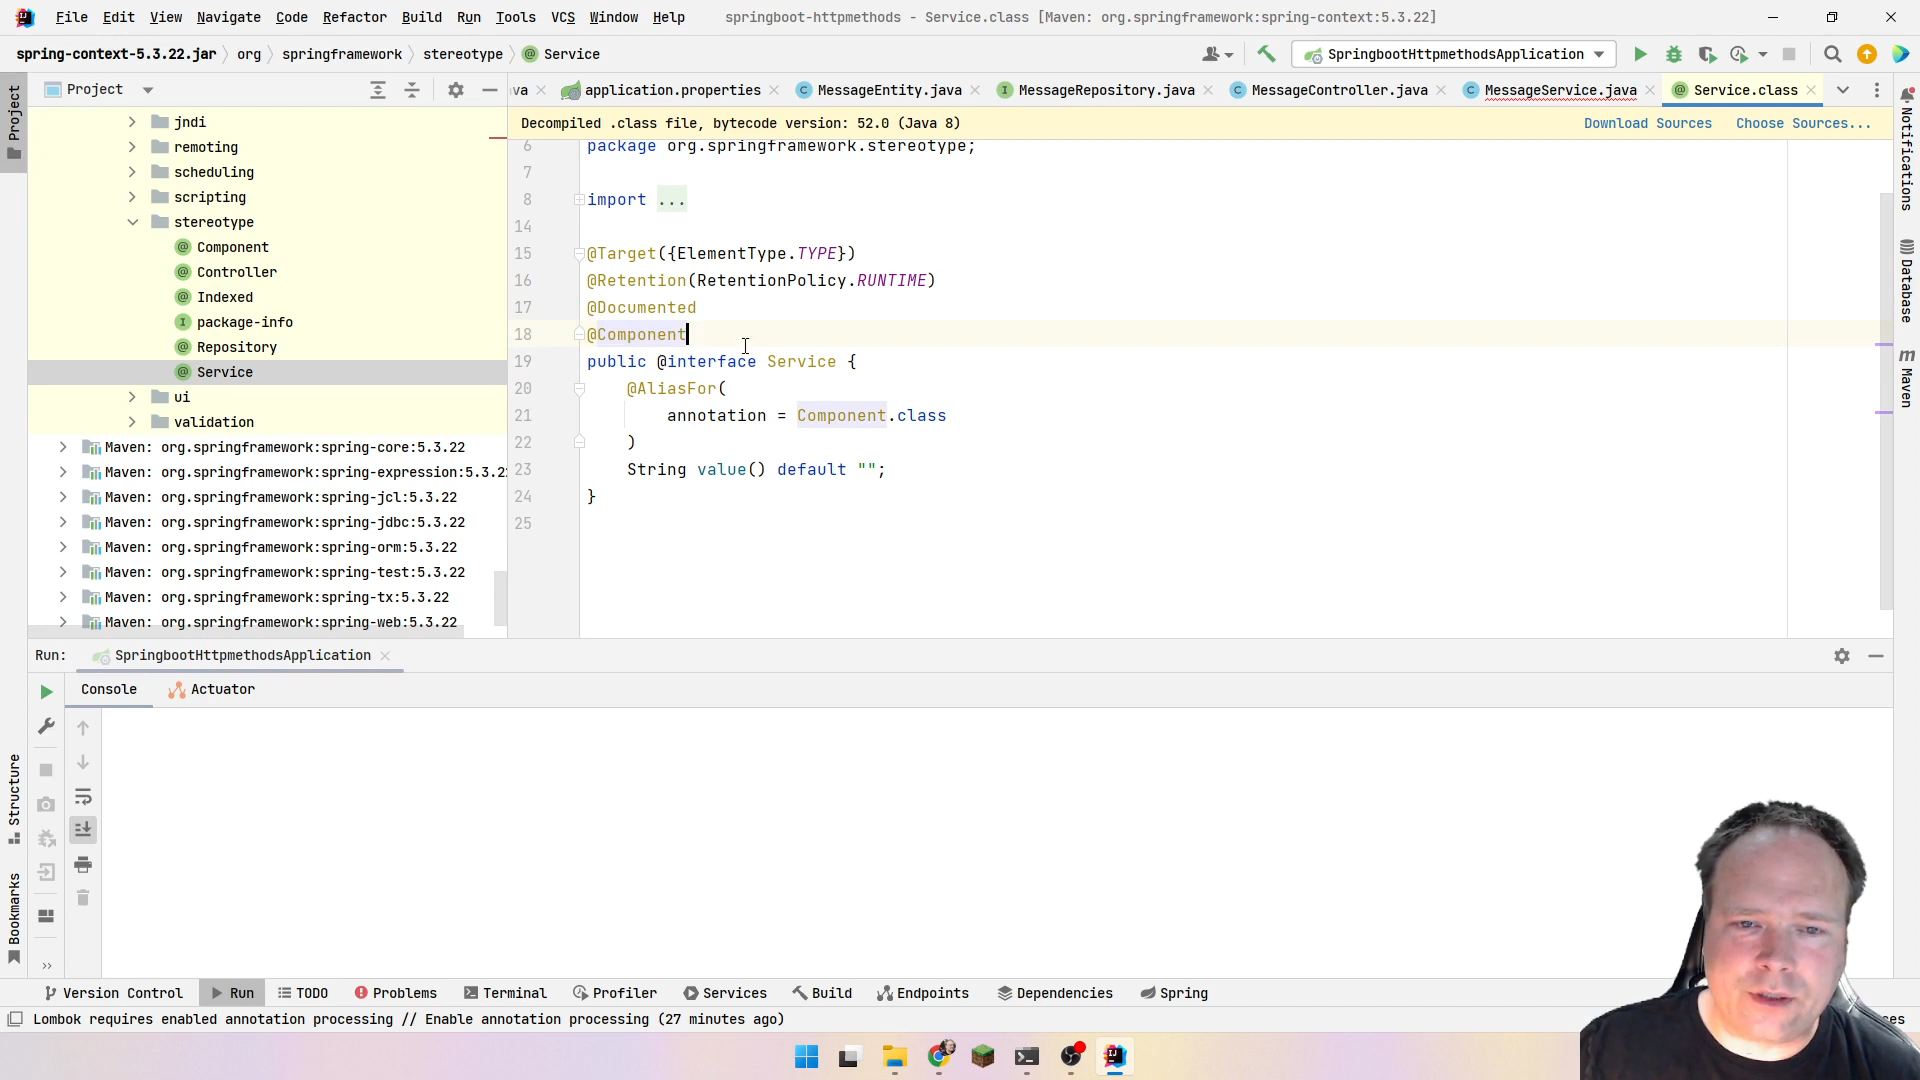 File Edit View Navigate Code Refactor Build Run Tools VCS Window Help springboot-httpmethods - Service.class [Maven: org.springframework:spring-context:5.3.22]
spring-context-5.3.22.jar org springframework stereotype Service SpringbootHttpmethodsApplication
Project va application.properties MessageEntity.java MessageRepository.java MessageController.java MessageService.java Service.class
Decompiled .class file, bytecode version: 52.0 (Java 8) Download Sources Choose Sources...
jndi
remoting
scheduling
scripting
stereotype
Component
Controller
Indexed
package-info
Repository
Service
ui
validation
Maven: org.springframework:spring-core:5.3.22
Maven: org.springframework:spring-expression:5.3.22
Maven: org.springframework:spring-jcl:5.3.22
Maven: org.springframework:spring-jdbc:5.3.22
Maven: org.springframework:spring-orm:5.3.22
Maven: org.springframework:spring-test:5.3.22
Maven: org.springframework:spring-tx:5.3.22
Maven: org.springframework:spring-web:5.3.22
6 package org.springframework.stereotype;
7
8 import ...
14
15 @Target({ElementType.TYPE})
16 @Retention(RetentionPolicy.RUNTIME)
17 @Documented
18 @Component
19 public @interface Service {
20 @AliasFor(
21 annotation = Component.class
22 )
23 String value() default "";
24 }
25
Project
Structure
Bookmarks
Notifications
Database
Maven
Run: SpringbootHttpmethodsApplication
Console Actuator
Version Control Run TODO Problems Terminal Profiler Services Build Endpoints Dependencies Spring
Lombok requires enabled annotation processing // Enable annotation processing (27 minutes ago)